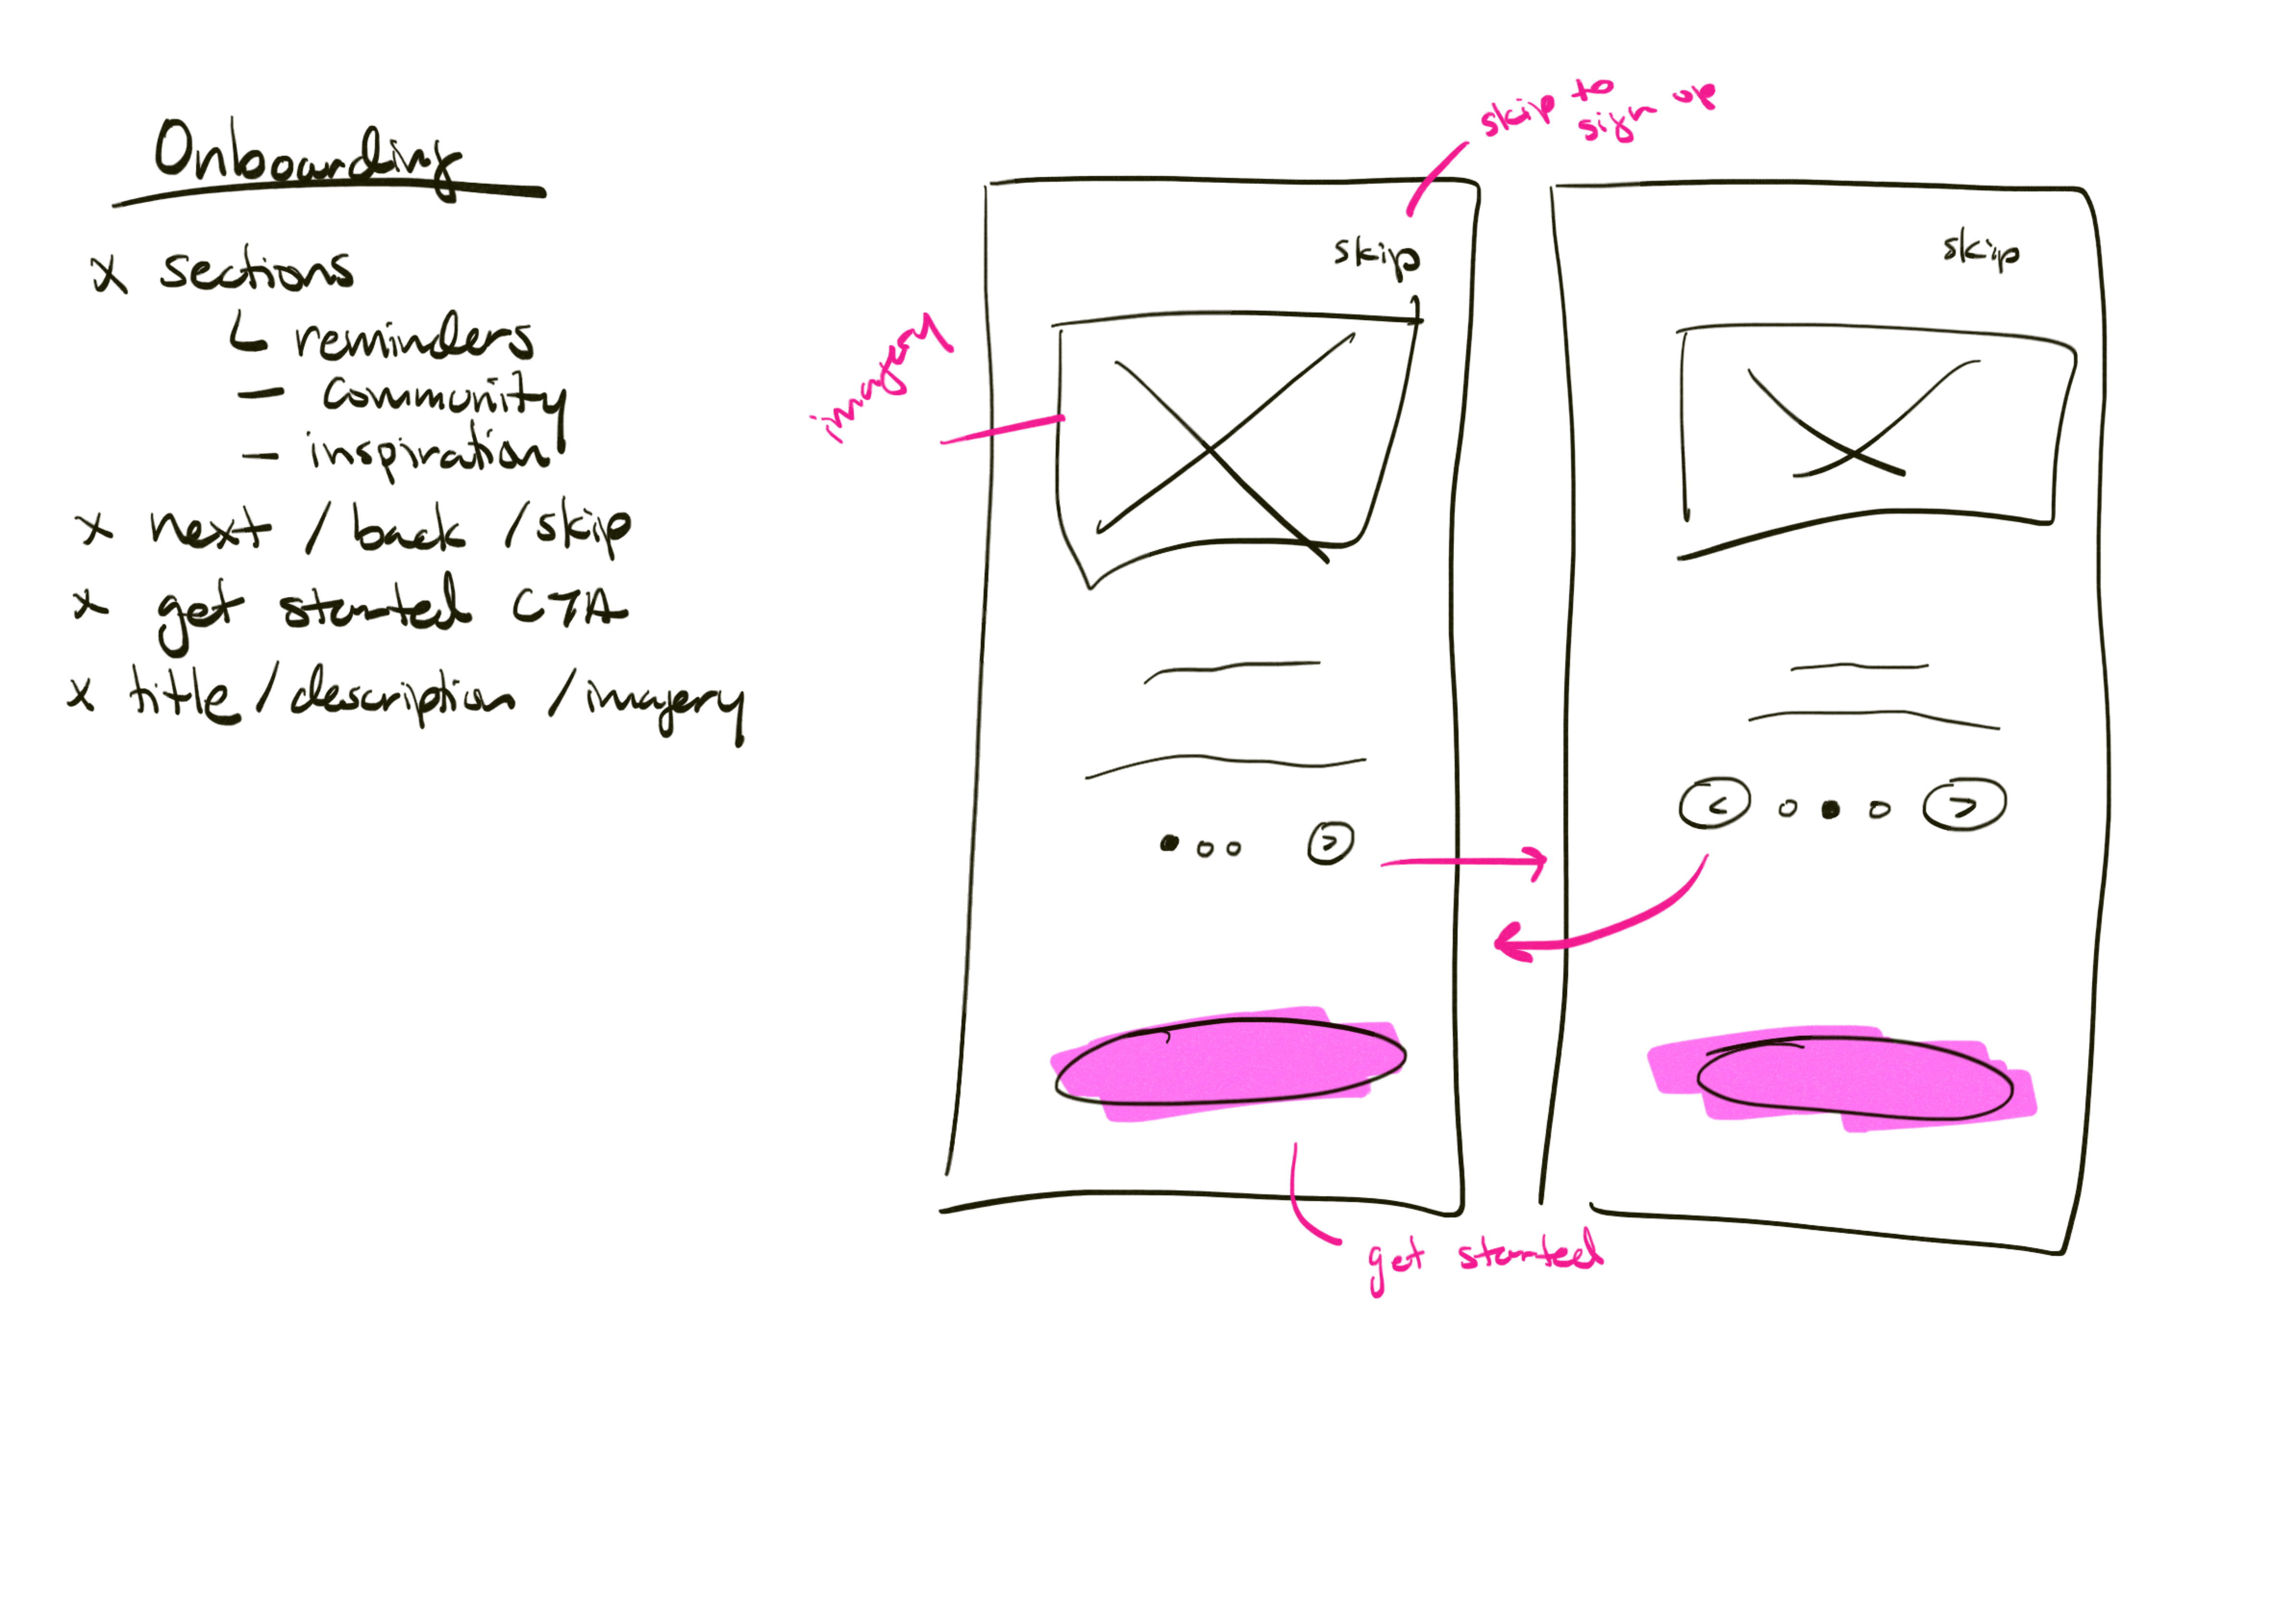 Onboarding
x sections
reminders
- community
- inspiration
x next / back / skip
x get started CTA
x title / description / imagery
skip to
sign up
skip
imagery
get started
skip